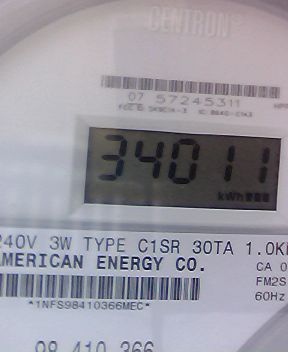 CENTRON®
07 57245311
34011
kWh
240V 3W TYPE C1SR 30TA 1.0K
AMERICAN ENERGY CO.
CA 0
FM2S
60Hz
*1NFS98410366MEC*
98 410 366